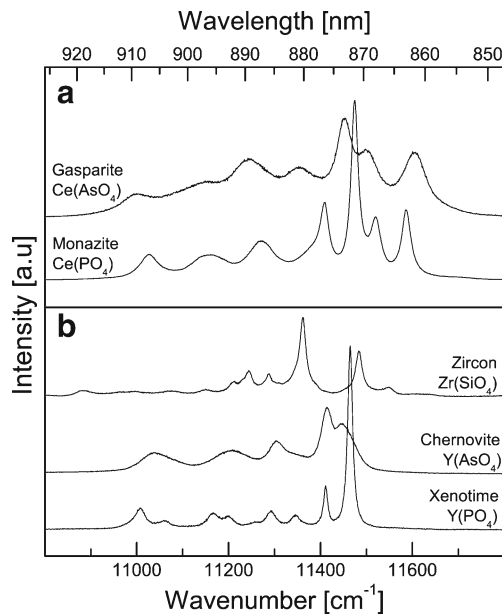 Wavelength [nm]
920 910 900 890 880 870 860 850
a
Gasparite
Ce(AsO₄)
Monazite
Ce(PO₄)
Intensity [a.u]
b
Zircon
Zr(SiO₄)
Chernovite
Y(AsO₄)
Xenotime
Y(PO₄)
11000 11200 11400 11600
Wavenumber [cm⁻¹]